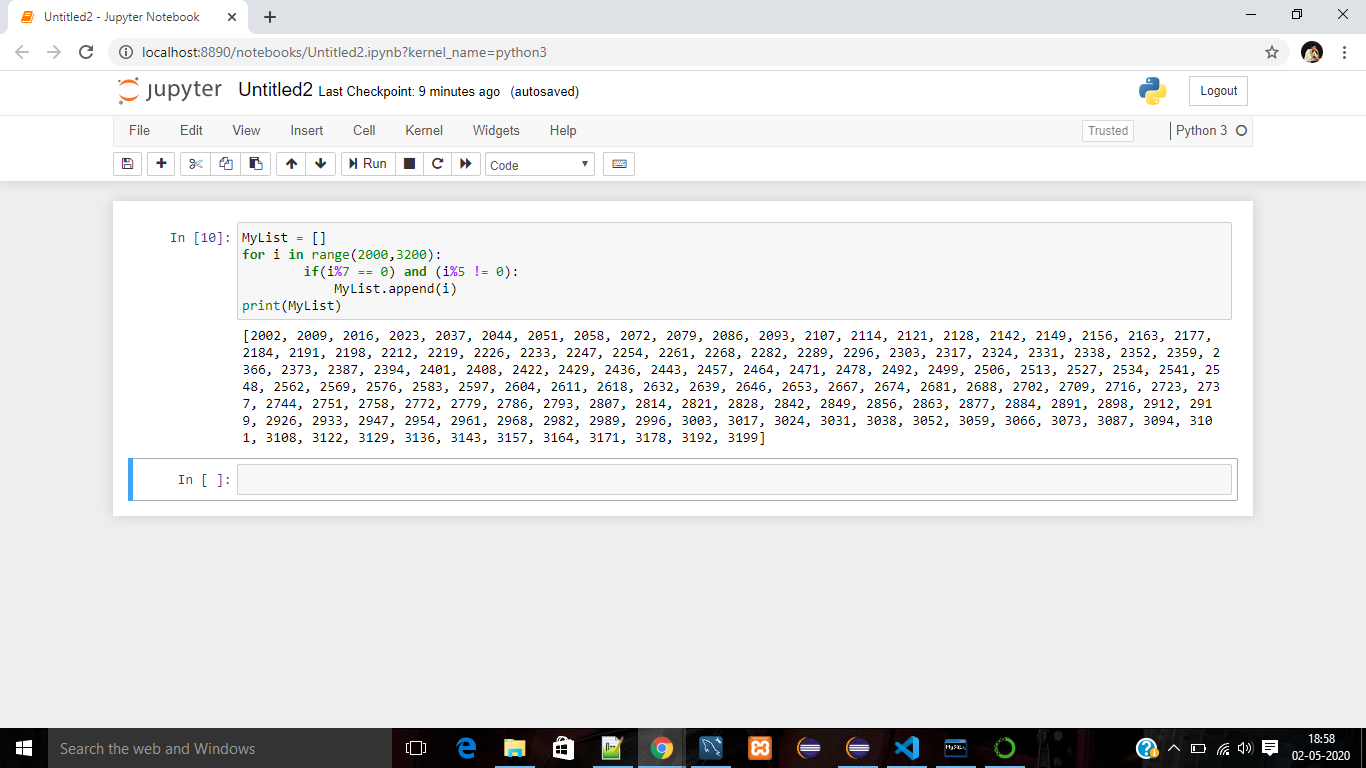 Untitled2 - Jupyter Notebook
localhost:8890/notebooks/Untitled2.ipynb?kernel_name=python3
jupyter Untitled2 Last Checkpoint: 9 minutes ago (autosaved)
Logout
File Edit View Insert Cell Kernel Widgets Help
Trusted
Python 3
Run
Code
In [10]:
MyList = []
for i in range(2000,3200):
        if(i%7 == 0) and (i%5 != 0):
            MyList.append(i)
print(MyList)
[2002, 2009, 2016, 2023, 2037, 2044, 2051, 2058, 2072, 2079, 2086, 2093, 2107, 2114, 2121, 2128, 2142, 2149, 2156, 2163, 2177,
2184, 2191, 2198, 2212, 2219, 2226, 2233, 2247, 2254, 2261, 2268, 2282, 2289, 2296, 2303, 2317, 2324, 2331, 2338, 2352, 2359, 2
366, 2373, 2387, 2394, 2401, 2408, 2422, 2429, 2436, 2443, 2457, 2464, 2471, 2478, 2492, 2499, 2506, 2513, 2527, 2534, 2541, 25
48, 2562, 2569, 2576, 2583, 2597, 2604, 2611, 2618, 2632, 2639, 2646, 2653, 2667, 2674, 2681, 2688, 2702, 2709, 2716, 2723, 273
7, 2744, 2751, 2758, 2772, 2779, 2786, 2793, 2807, 2814, 2821, 2828, 2842, 2849, 2856, 2863, 2877, 2884, 2891, 2898, 2912, 291
9, 2926, 2933, 2947, 2954, 2961, 2968, 2982, 2989, 2996, 3003, 3017, 3024, 3031, 3038, 3052, 3059, 3066, 3073, 3087, 3094, 310
1, 3108, 3122, 3129, 3136, 3143, 3157, 3164, 3171, 3178, 3192, 3199]
In [ ]:
Search the web and Windows
18:58
02-05-2020